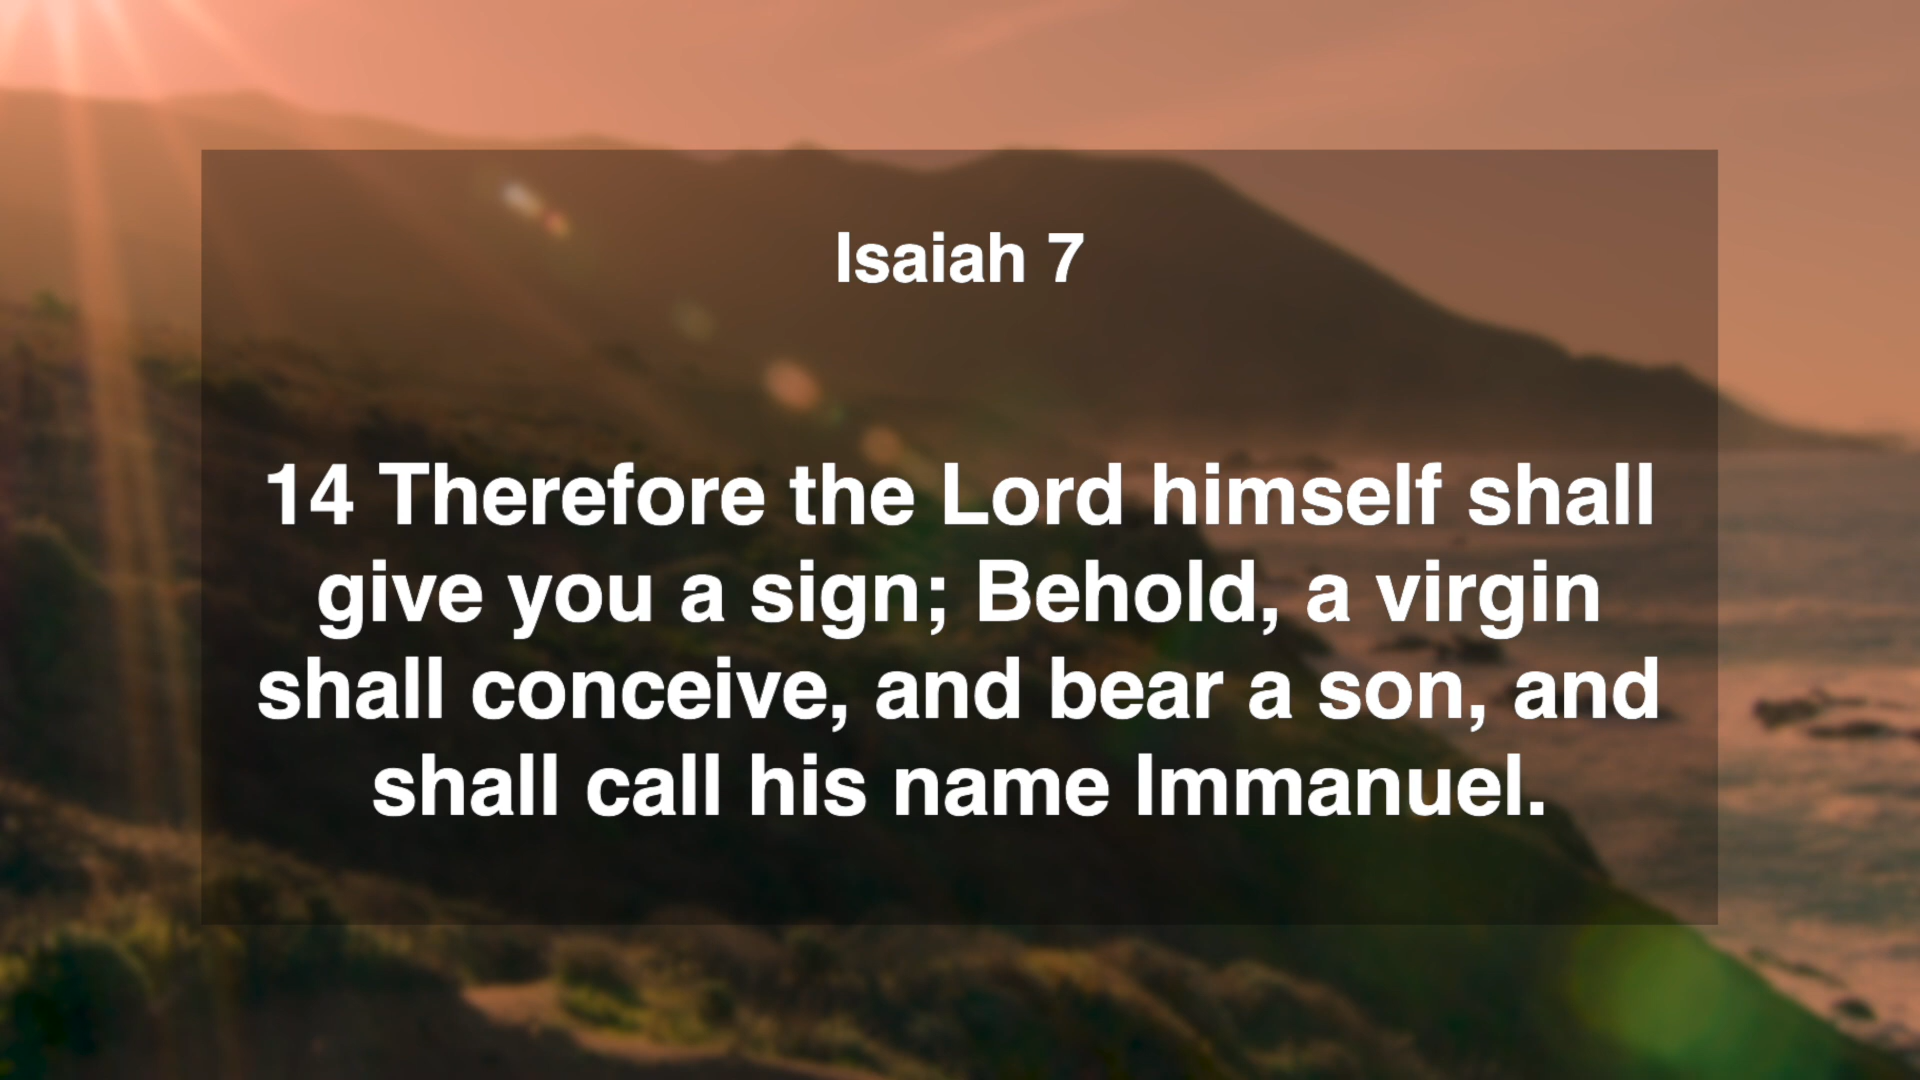 Isaiah 7
14 Therefore the Lord himself shall
give you a sign; Behold, a virgin
shall conceive, and bear a son, and
shall call his name Immanuel.